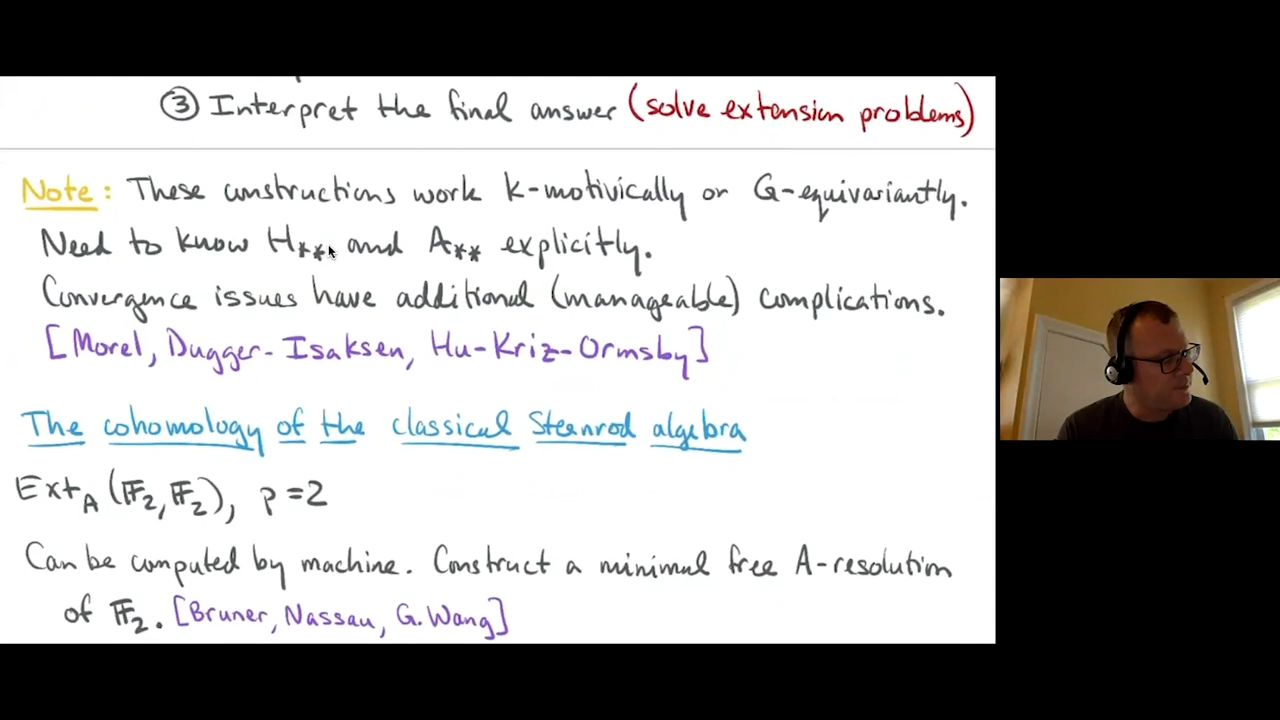 ③ Interpret the final answer (solve extension problems)
Note: These constructions work k-motivically or G-equivariantly.
Need to know H** and A** explicitly.
Convergence issues have additional (manageable) complications.
[Morel, Dugger-Isaksen, Hu-Kriz-Ormsby]
The cohomology of the classical Steenrod algebra
Ext_A (𝔽₂, 𝔽₂), p=2
Can be computed by machine. Construct a minimal free A-resolution
of 𝔽₂. [Bruner, Nassau, G. Wang]